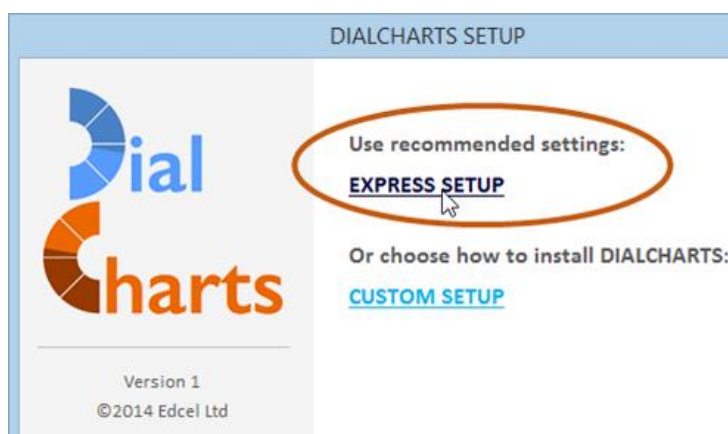 DIALCHARTS SETUP
Dial
Charts
Version 1
©2014 Edcel Ltd
Use recommended settings:
EXPRESS SETUP
Or choose how to install DIALCHARTS:
CUSTOM SETUP